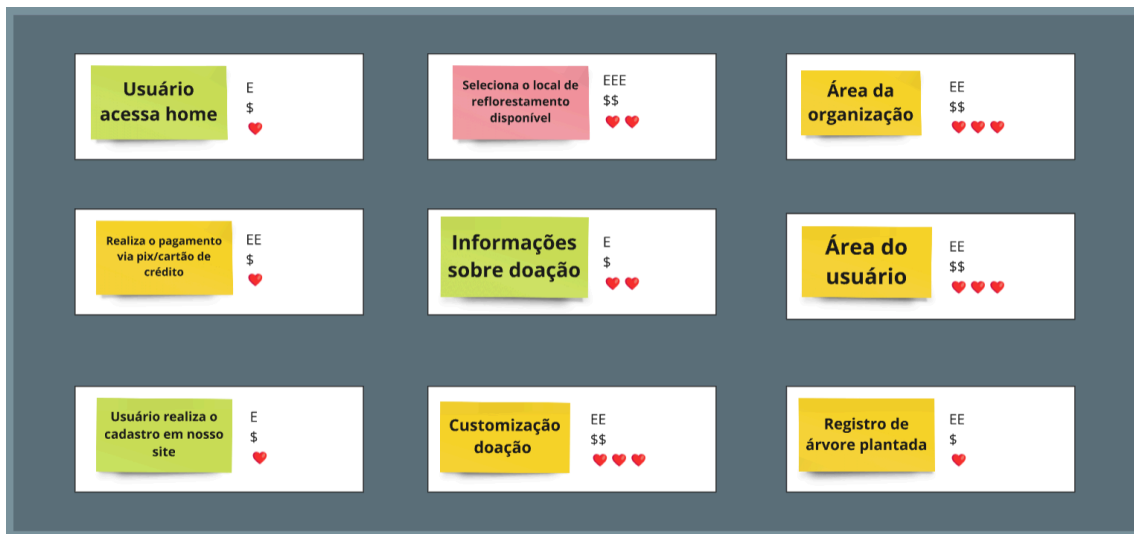 Usuário
acessa home
E
$
Seleciona o local de
reflorestamento
disponível
EEE
$$
Área da
organização
EE
$$
Realiza o pagamento
via pix/cartão de
crédito
EE
$
Informações
sobre doação
E
$
Área do
usuário
EE
$$
Usuário realiza o
cadastro em nosso
site
E
$
Customização
doação
EE
$$
Registro de
árvore plantada
EE
$